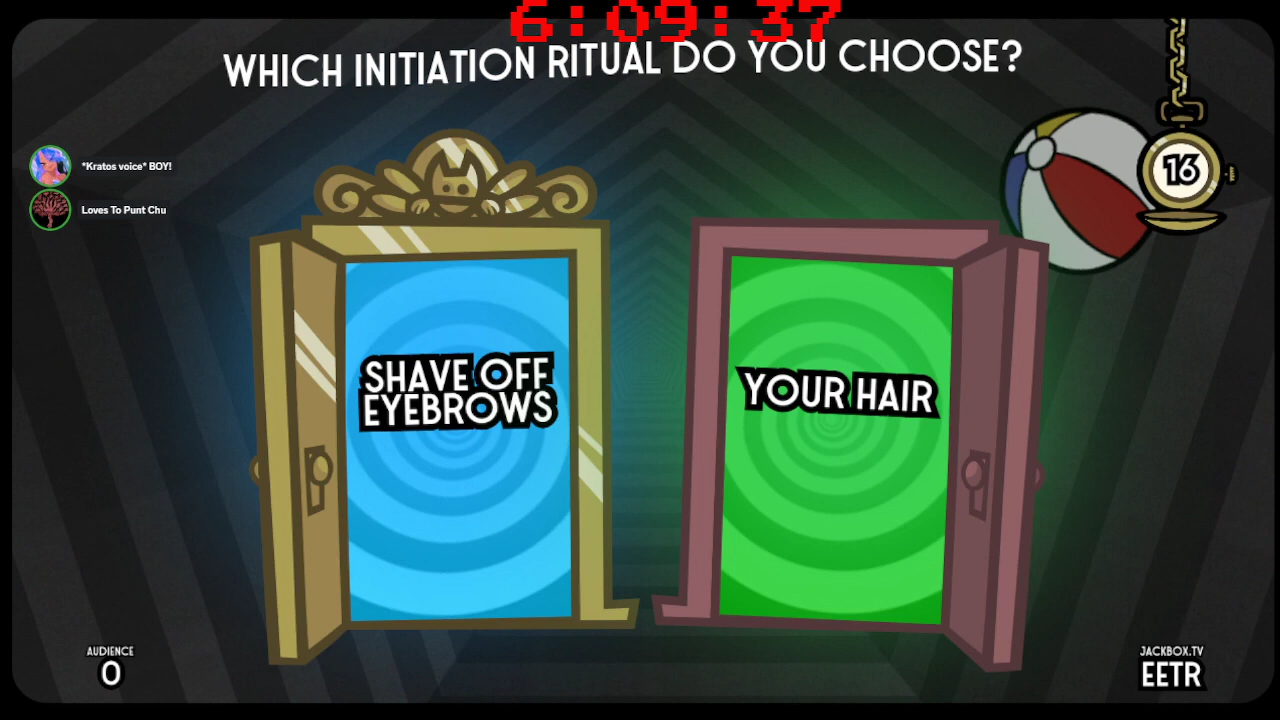 6:09:37
WHICH INITIATION RITUAL DO YOU CHOOSE?
16
*Kratos voice* BOY!
Loves To Punt Chu
SHAVE OFF
EYEBROWS
YOUR HAIR
AUDIENCE
0
JACKBOX.TV
EETR